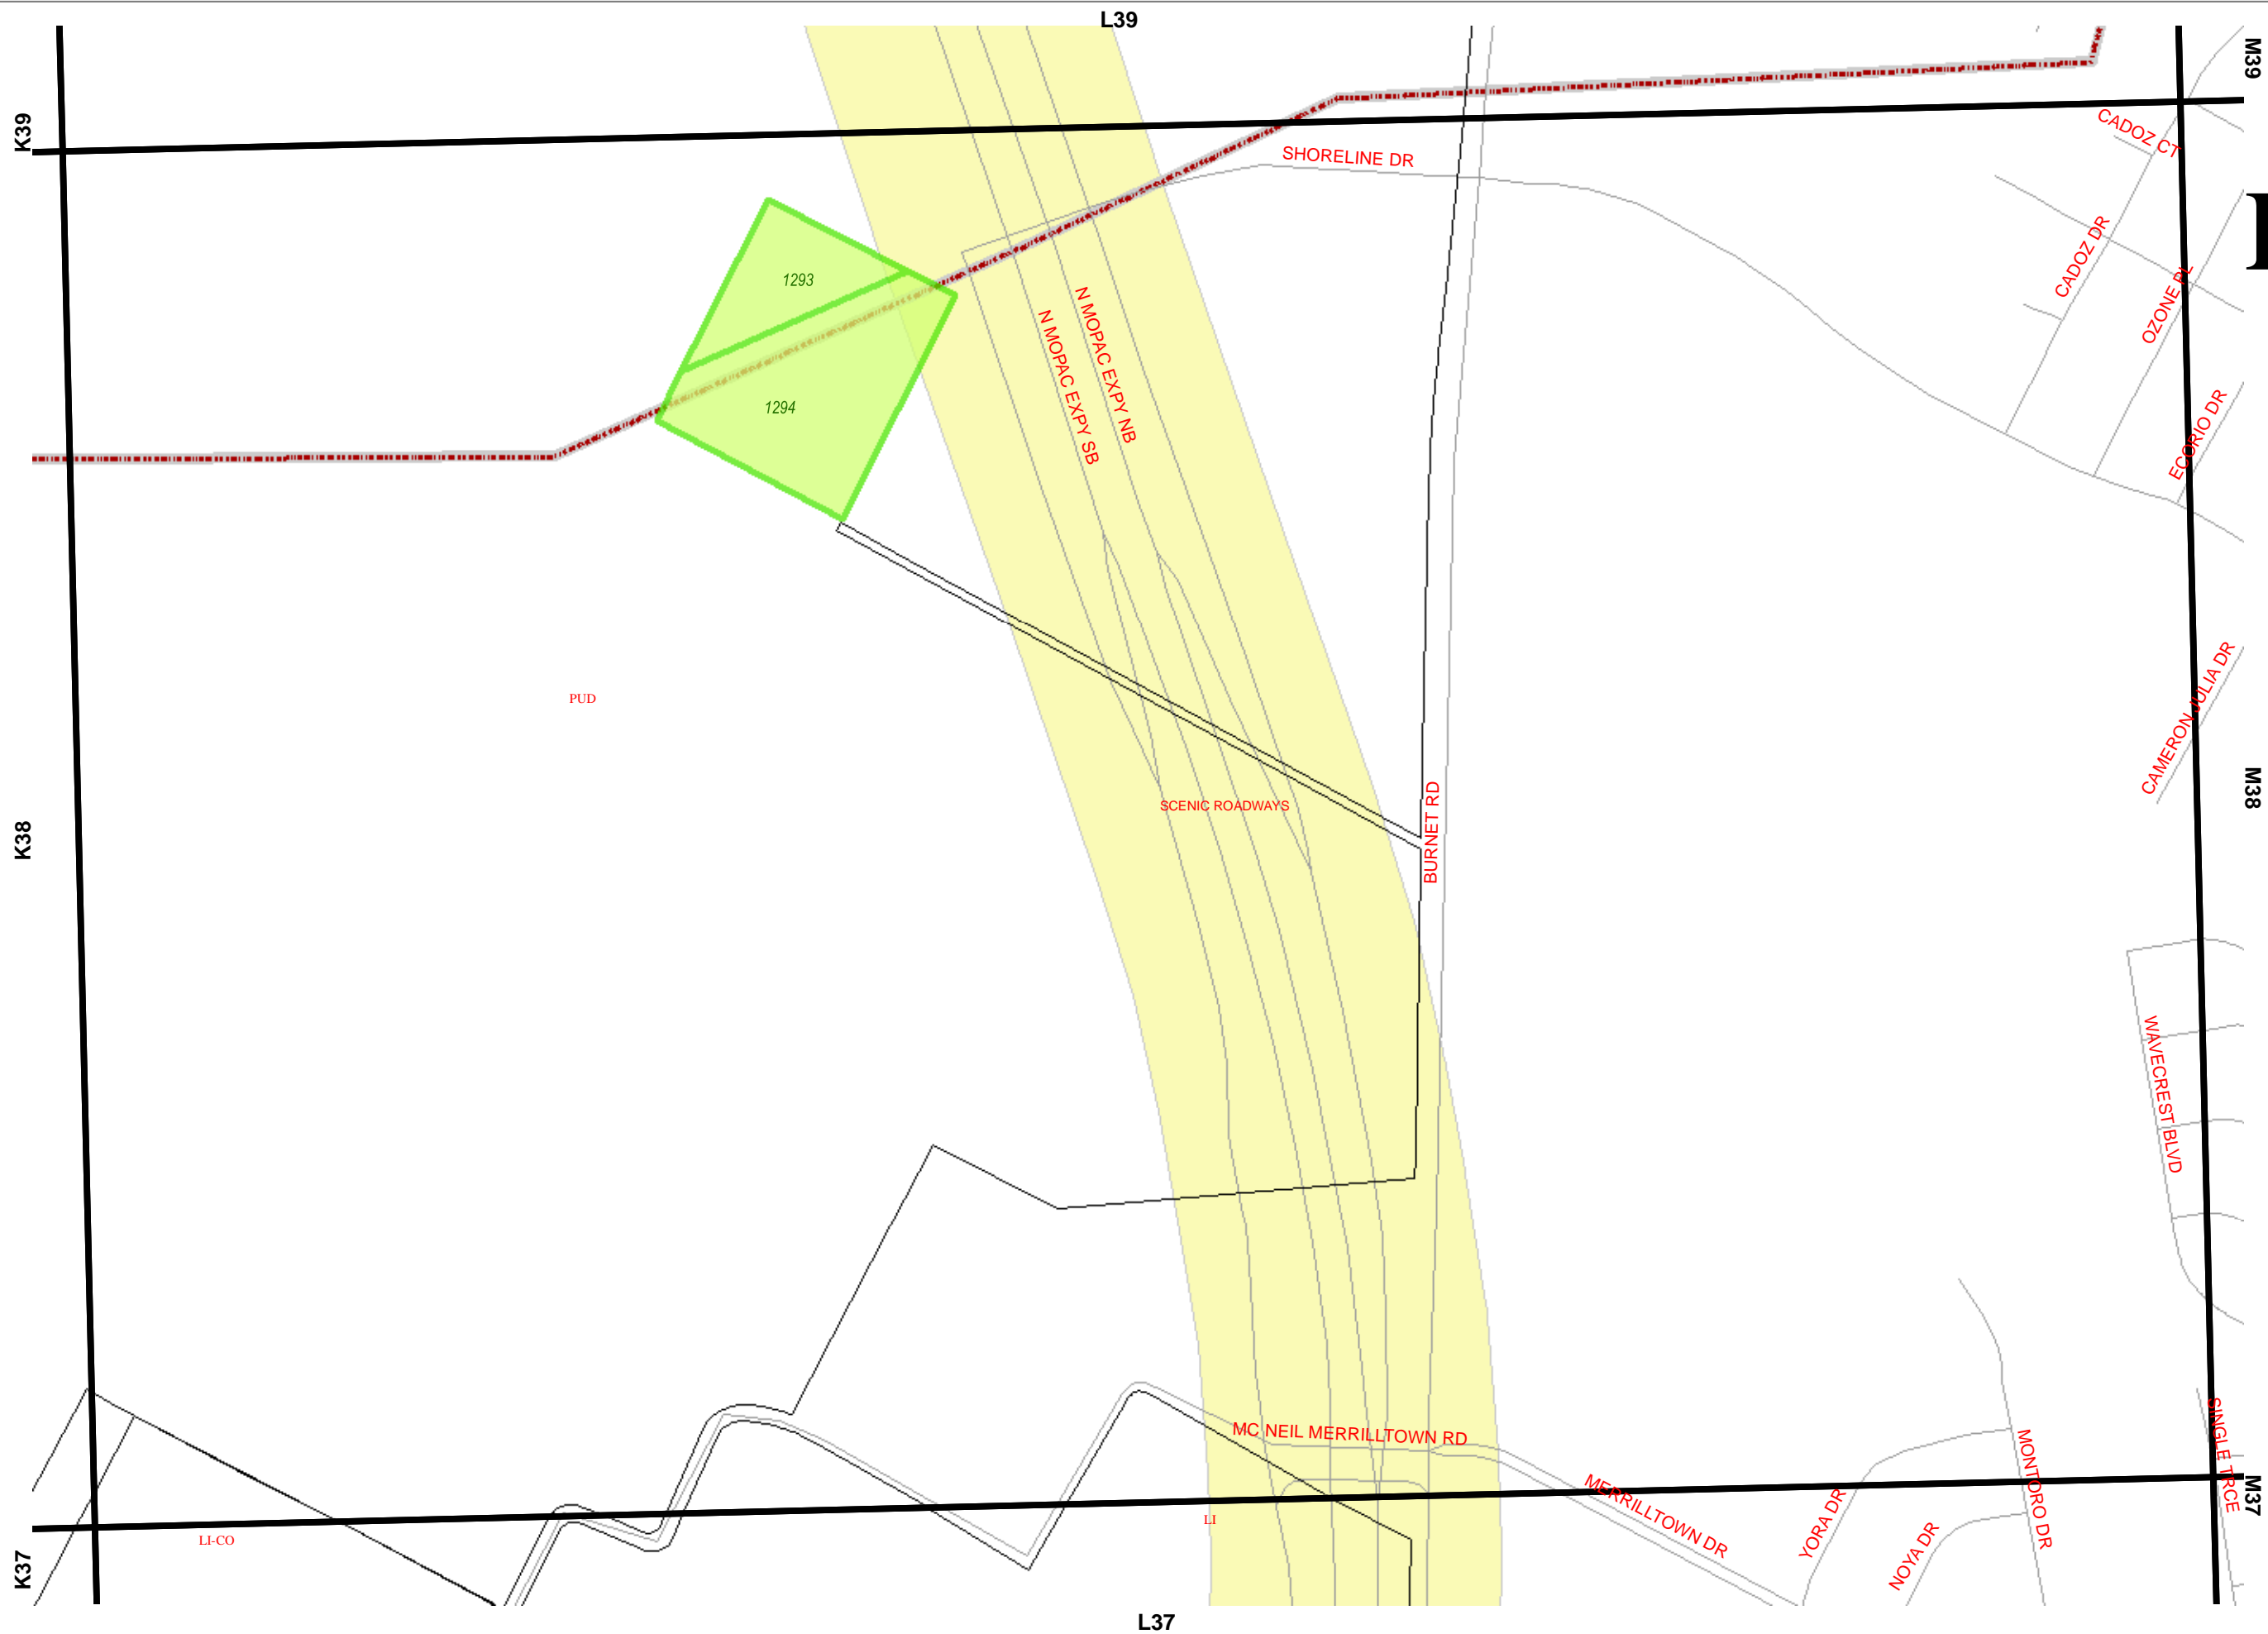 L39
M39
K39
CADOZ CT
SHORELINE DR
CADOZ DR
1293
OZONE PL
N MOPAC EXPY NB
N MOPAC EXPY SB
1294
ECORIO DR
PUD
CAMERON JULIA DR
SCENIC ROADWAYS
BURNET RD
K38
M38
WAVECREST BLVD
MC NEIL MERRILLTOWN RD
MERRILLTOWN DR
YORA DR
MONTORO DR
SINGLE TRCE
M37
LI
LI-CO
NOYA DR
K37
L37